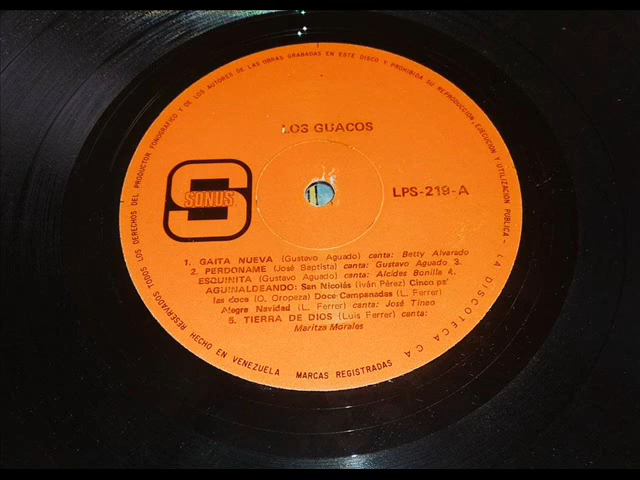 RESERVADOS TODOS LOS DERECHOS DEL PRODUCTOR FONOGRAFICO Y DE LOS AUTORES DE LAS OBRAS GRABADAS EN ESTE DISCO Y PROHIBIDA SU REPRODUCCION, EJECUCION Y UTILIZACION PUBLICA - LA DISCOTECA C.A.
LOS GUACOS
S
SONUS
LPS-219-A
1. GAITA NUEVA (Gustavo Aguado) canta: Betty Alvarado
2. PERDONAME (José Baptista) canta: Gustavo Aguado 3.
ESQUINITA (Gustavo Aguado) canta: Alcides Bonilla 4.
AGUINALDEANDO: San Nicolás (Iván Pérez) Cinco pa'
las doce (O. Oropeza) Doce Campanadas (L. Ferrer)
Alegre Navidad (L. Ferrer) canta: José Tineo
5. TIERRA DE DIOS (Luis Ferrer) canta:
Maritza Morales
HECHO EN VENEZUELA MARCAS REGISTRADAS